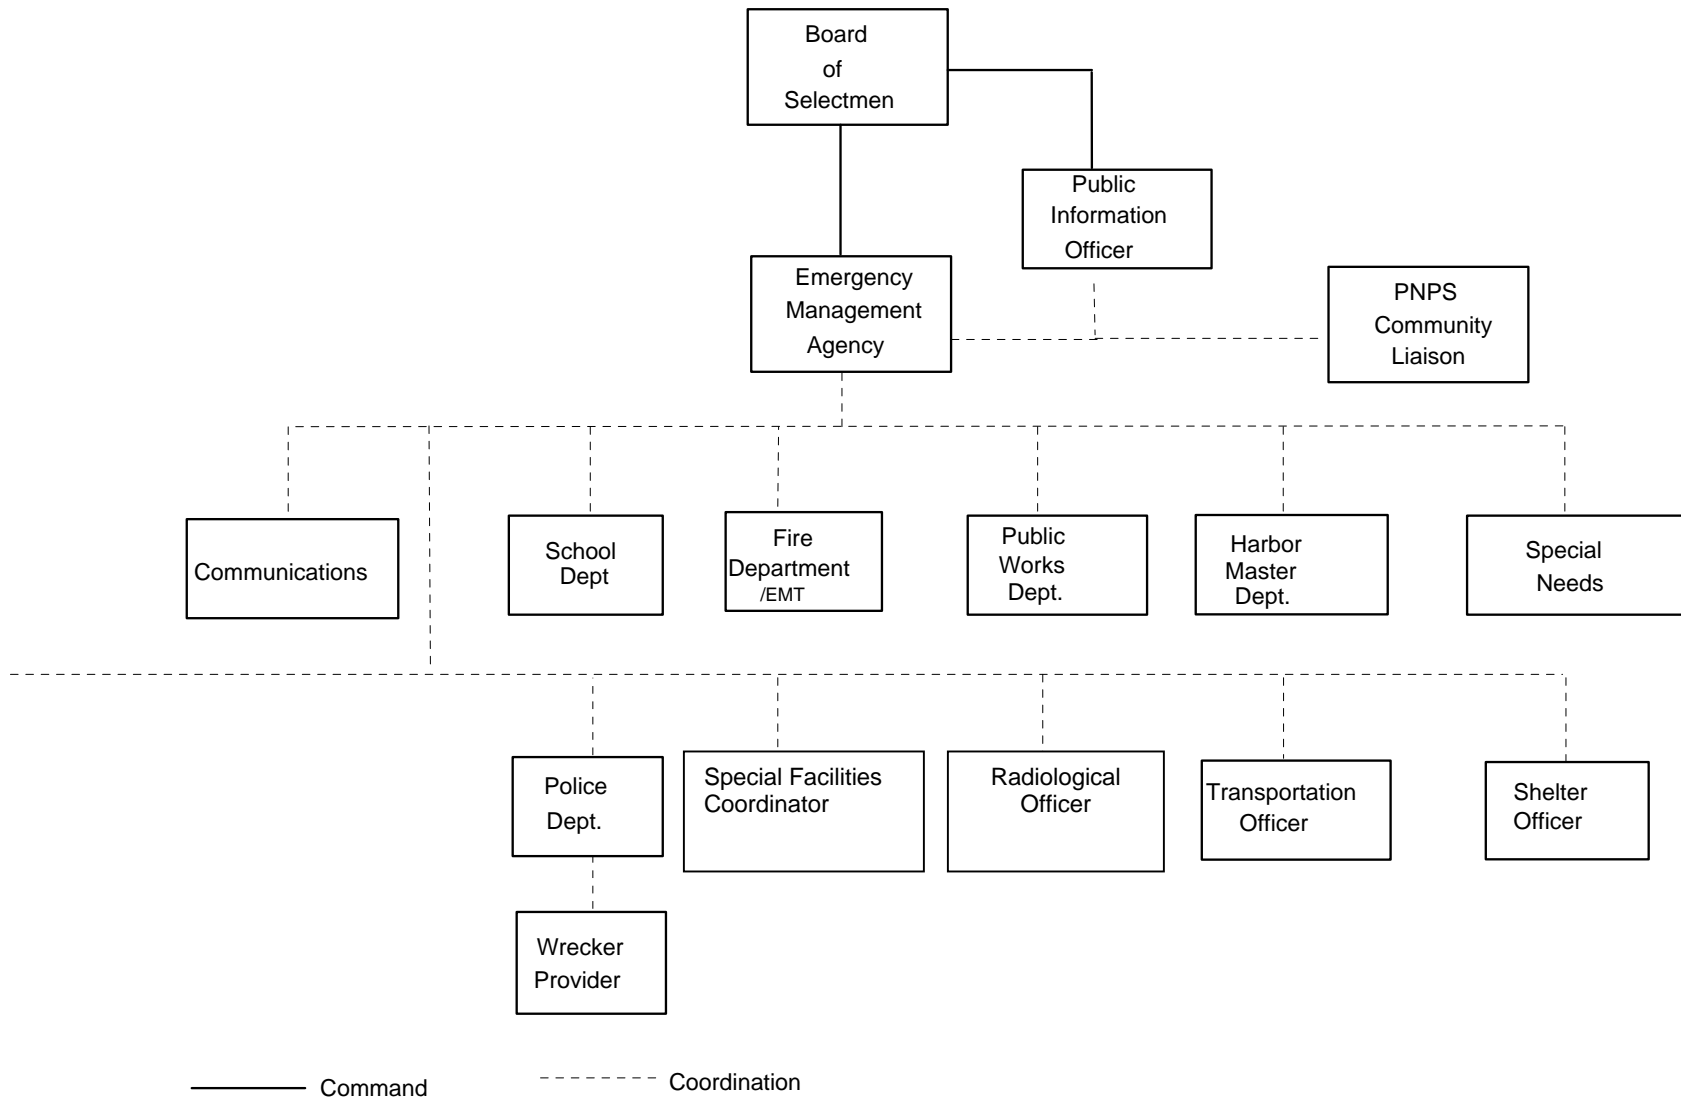 Board
of
Selectmen
Public
Information
Officer
Emergency
Management
Agency
PNPS
Community
Liaison
Communications
School
Dept
Fire
Department
/EMT
Public
Works
Dept.
Harbor
Master
Dept.
Special
Needs
Police
Dept.
Special Facilities
Coordinator
Radiological
Officer
Transportation
Officer
Shelter
Officer
Wrecker
Provider
Command
Coordination